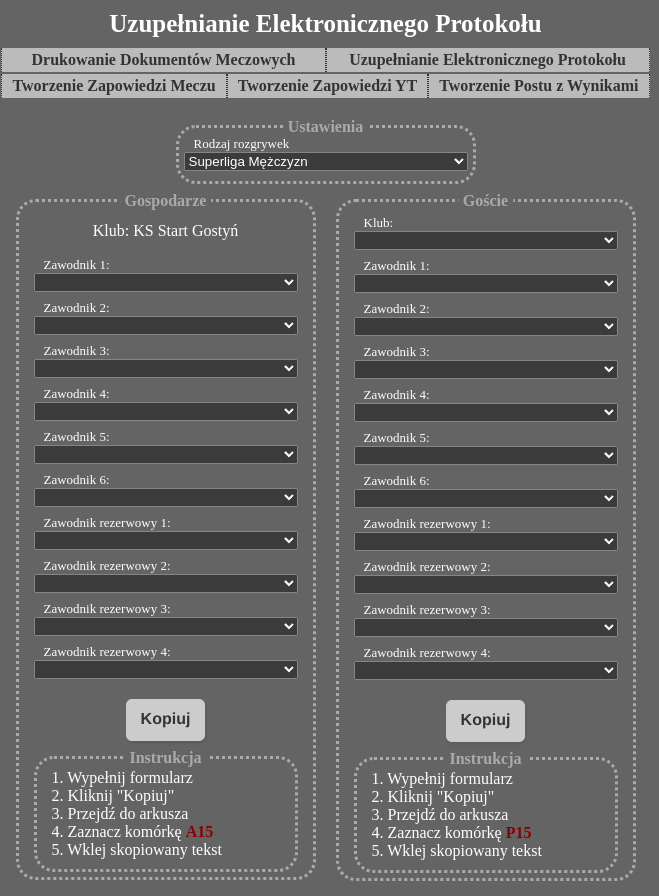 Uzupełnianie Elektronicznego Protokołu
Drukowanie Dokumentów Meczowych
Uzupełnianie Elektronicznego Protokołu
Tworzenie Zapowiedzi Meczu
Tworzenie Zapowiedzi YT
Tworzenie Postu z Wynikami
Ustawienia
Rodzaj rozgrywek
Superliga Mężczyzn
Gospodarze
Klub: KS Start Gostyń
Zawodnik 1:
Zawodnik 2:
Zawodnik 3:
Zawodnik 4:
Zawodnik 5:
Zawodnik 6:
Zawodnik rezerwowy 1:
Zawodnik rezerwowy 2:
Zawodnik rezerwowy 3:
Zawodnik rezerwowy 4:
Kopiuj
Instrukcja
1. Wypełnij formularz
2. Kliknij "Kopiuj"
3. Przejdź do arkusza
4. Zaznacz komórkę A15
5. Wklej skopiowany tekst
Goście
Klub:
Zawodnik 1:
Zawodnik 2:
Zawodnik 3:
Zawodnik 4:
Zawodnik 5:
Zawodnik 6:
Zawodnik rezerwowy 1:
Zawodnik rezerwowy 2:
Zawodnik rezerwowy 3:
Zawodnik rezerwowy 4:
Kopiuj
Instrukcja
1. Wypełnij formularz
2. Kliknij "Kopiuj"
3. Przejdź do arkusza
4. Zaznacz komórkę P15
5. Wklej skopiowany tekst